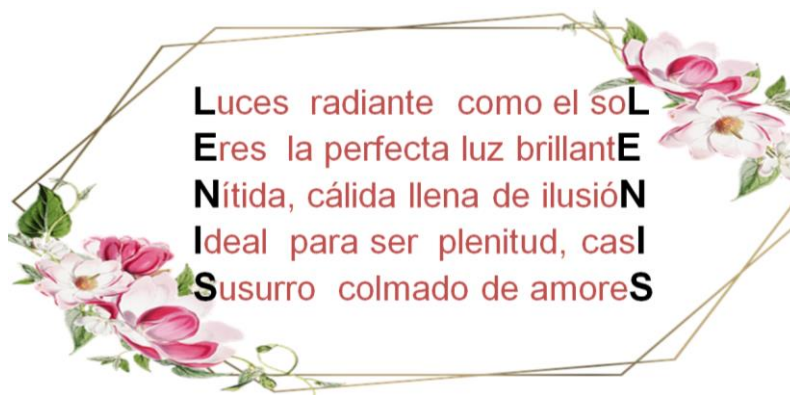 Luces radiante como el soL
Eres la perfecta luz brillantE
Nítida, cálida llena de ilusióN
Ideal para ser plenitud, casI
Susurro colmado de amoreS